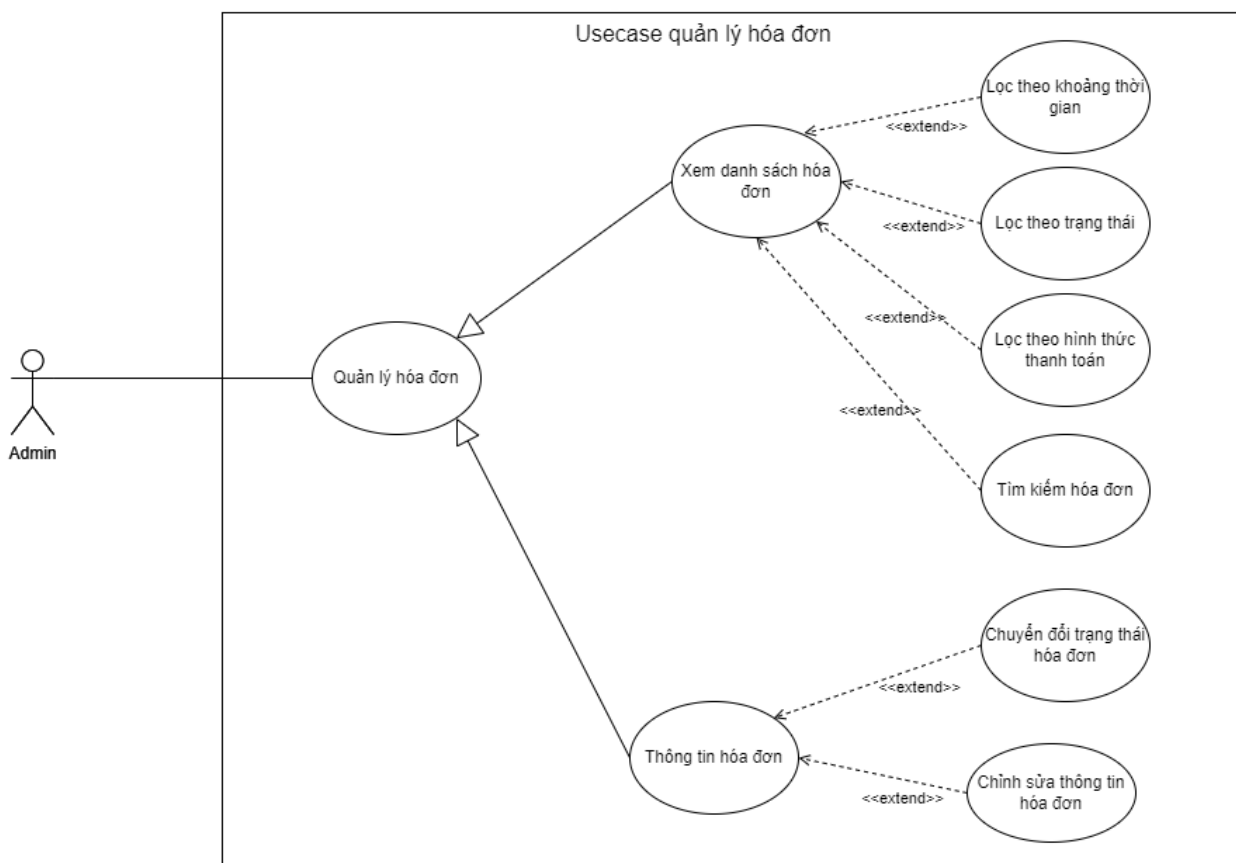 Usecase quản lý hóa đơn
Lọc theo khoảng thời
gian
<<extend>>
Xem danh sách hóa
đơn
<<extend>>
Lọc theo trạng thái
<<extend>>
Lọc theo hình thức
thanh toán
Quản lý hóa đơn
<<extend>>
Admin
Tìm kiếm hóa đơn
Chuyển đổi trạng thái
hóa đơn
<<extend>>
Thông tin hóa đơn
Chỉnh sửa thông tin
hóa đơn
<<extend>>